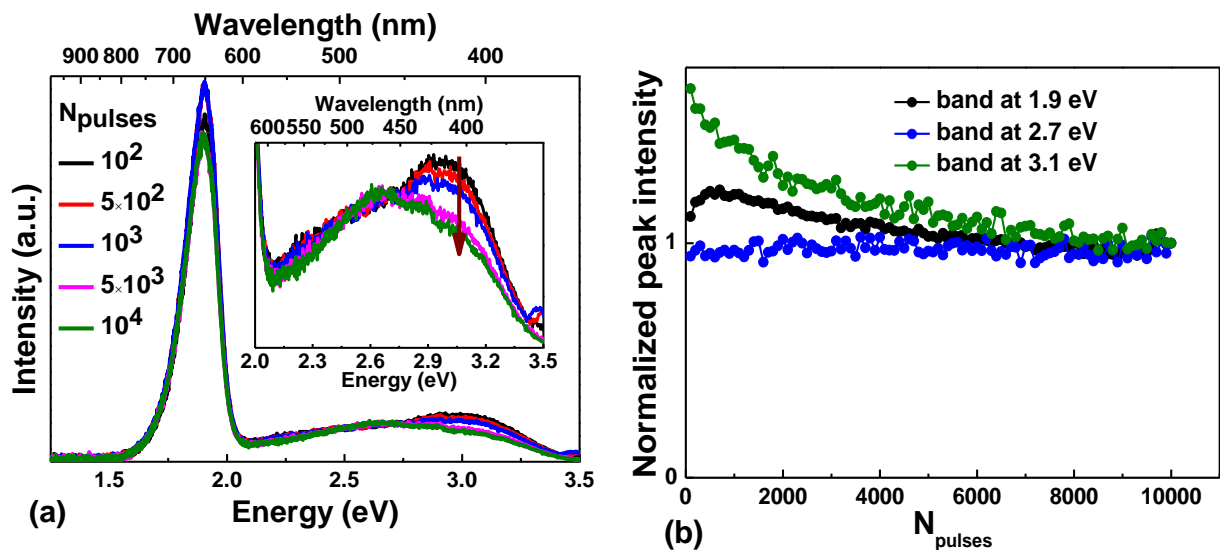 Wavelength (nm)
900 800 700 600 500 400
N_pulses
10^2
5×10^2
10^3
5×10^3
10^4
Intensity (a.u.)
1.5 2.0 2.5 3.0 3.5
Energy (eV)
(a)
Wavelength (nm)
600 550 500 450 400
2.0 2.3 2.6 2.9 3.2 3.5
Energy (eV)
Normalized peak intensity
1
band at 1.9 eV
band at 2.7 eV
band at 3.1 eV
0 2000 4000 6000 8000 10000
N_pulses
(b)